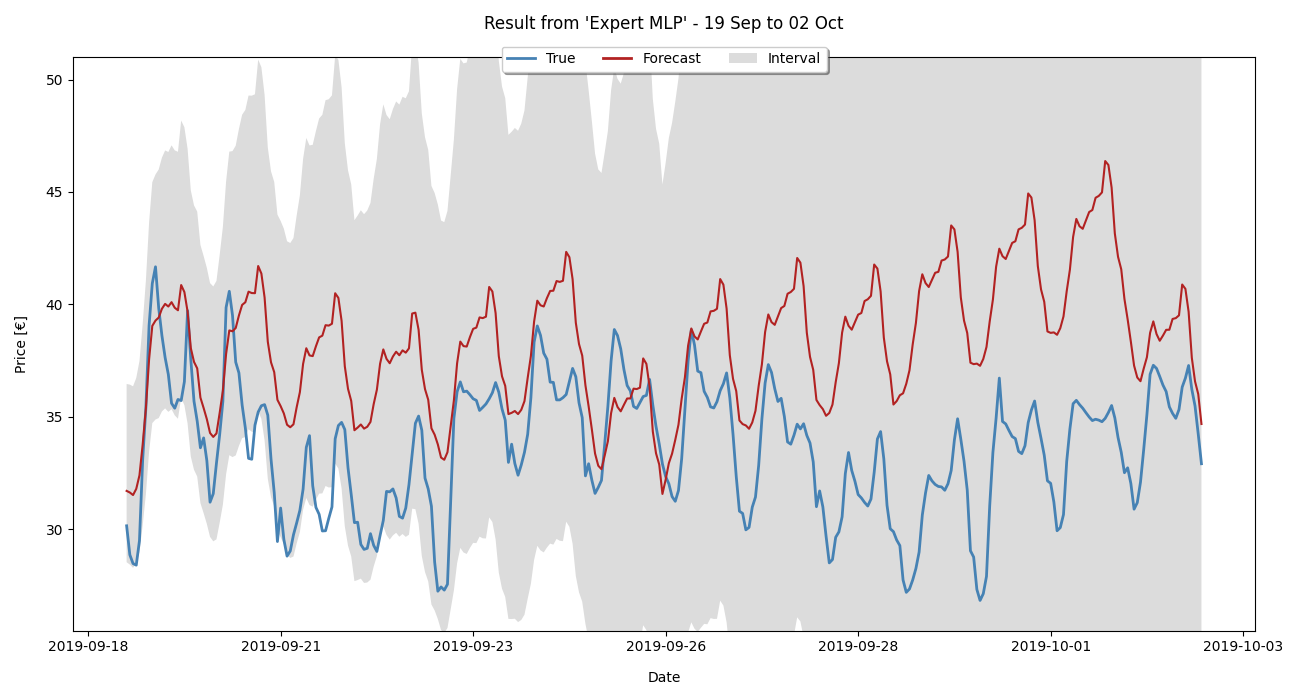 Result from 'Expert MLP' - 19 Sep to 02 Oct
True Forecast Interval
50
45
40
35
30
Price [€]
2019-09-18 2019-09-21 2019-09-23 2019-09-26 2019-09-28 2019-10-01 2019-10-03
Date